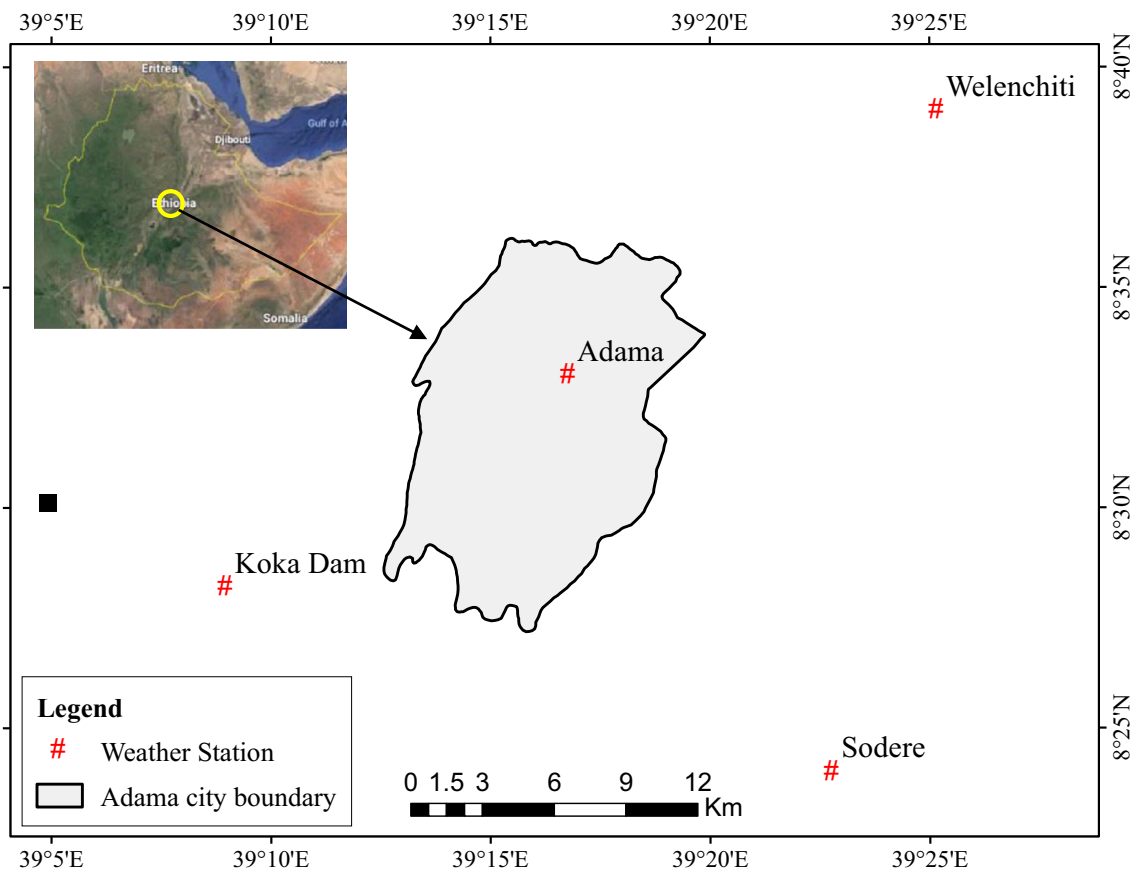 39°5'E 39°10'E 39°15'E 39°20'E 39°25'E
8°40'N
Welenchiti
#
Eritrea
Gulf of A
Djibouti
Ethiopia
Somalia
8°35'N
Adama
#
8°30'N
Koka Dam
#
8°25'N
Sodere
#
Legend
# Weather Station
Adama city boundary
0 1.5 3 6 9 12
Km
39°5'E 39°10'E 39°15'E 39°20'E 39°25'E